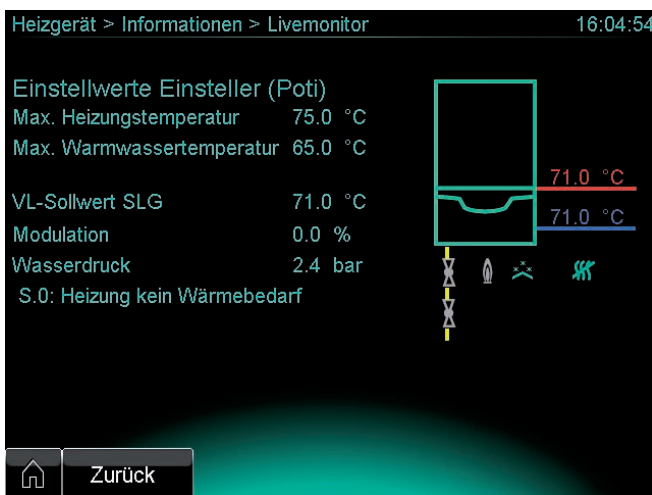 Heizgerät > Informationen > Livemonitor 16:04:54
Einstellwerte Einsteller (Poti)
Max. Heizungstemperatur 75.0 °C
Max. Warmwassertemperatur 65.0 °C
71.0 °C
VL-Sollwert SLG 71.0 °C
71.0 °C
Modulation 0.0 %
Wasserdruck 2.4 bar
S.0: Heizung kein Wärmebedarf
Zurück